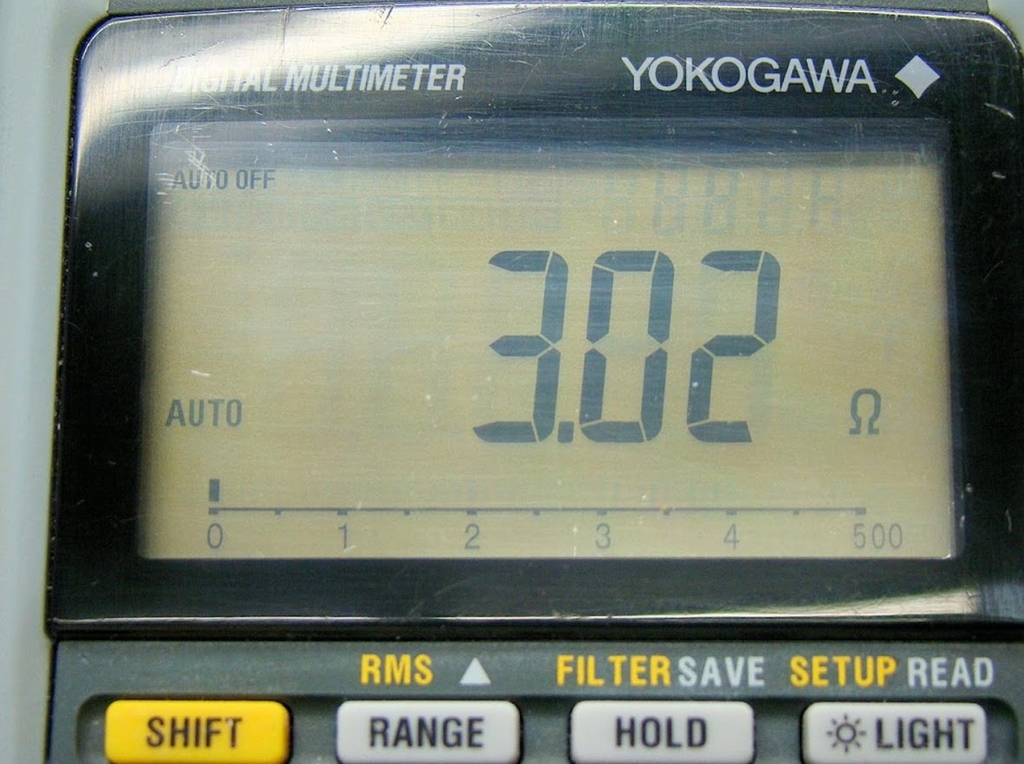 DIGITAL MULTIMETER YOKOGAWA
AUTO OFF
3.02
AUTO Ω
0 1 2 3 4 500
RMS FILTER SAVE SETUP READ
SHIFT RANGE HOLD LIGHT